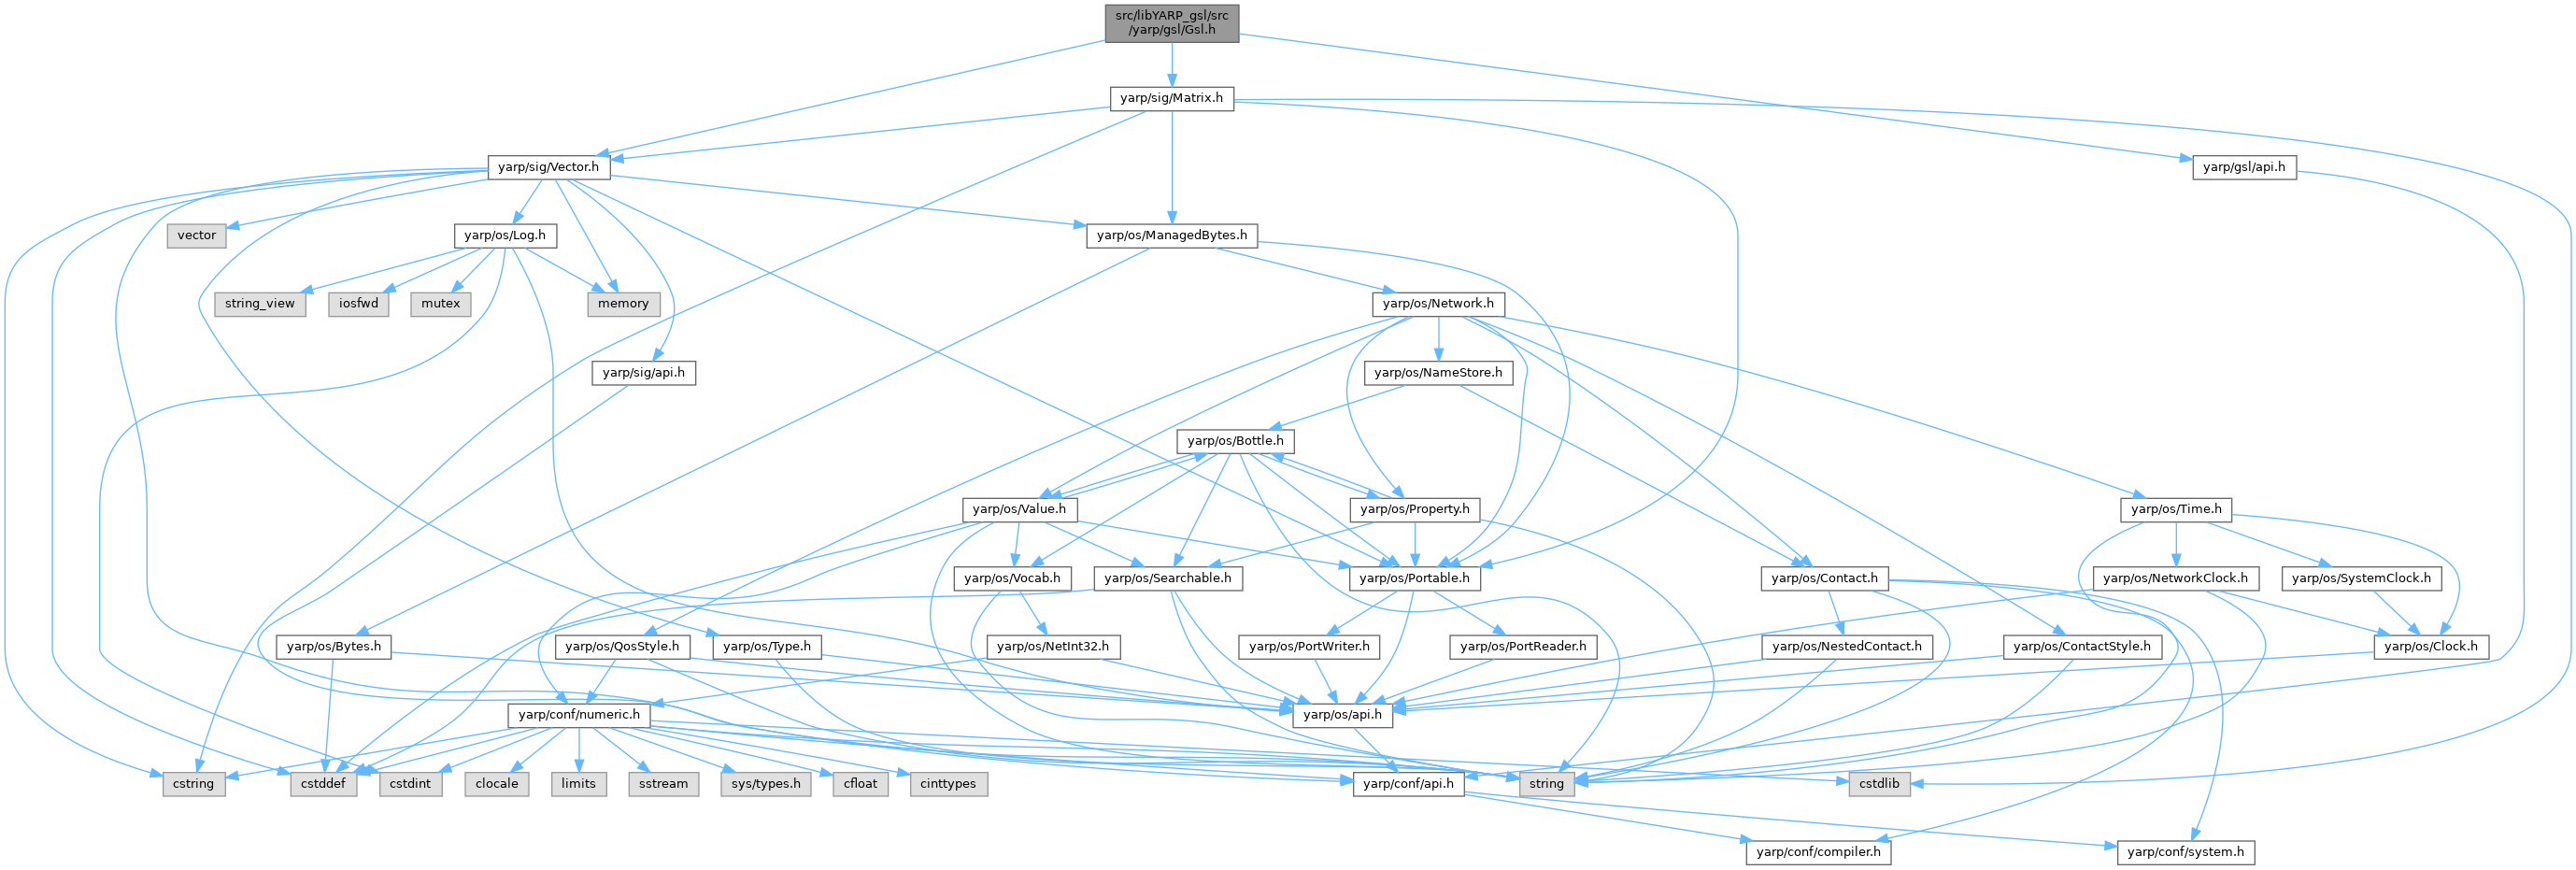 src/libYARP_gsl/src
/yarp/gsl/Gsl.h
yarp/sig/Matrix.h
yarp/sig/Vector.h
yarp/gsl/api.h
vector
yarp/os/Log.h
yarp/os/ManagedBytes.h
string_view
iosfwd
mutex
memory
yarp/os/Network.h
yarp/sig/api.h
yarp/os/NameStore.h
yarp/os/Bottle.h
yarp/os/Value.h
yarp/os/Property.h
yarp/os/Time.h
yarp/os/Vocab.h
yarp/os/Searchable.h
yarp/os/Portable.h
yarp/os/Contact.h
yarp/os/NetworkClock.h
yarp/os/SystemClock.h
yarp/os/Bytes.h
yarp/os/QosStyle.h
yarp/os/Type.h
yarp/os/NetInt32.h
yarp/os/PortWriter.h
yarp/os/PortReader.h
yarp/os/NestedContact.h
yarp/os/ContactStyle.h
yarp/os/Clock.h
yarp/conf/numeric.h
yarp/os/api.h
cstring
cstddef
cstdint
clocale
limits
sstream
sys/types.h
cfloat
cinttypes
yarp/conf/api.h
string
cstdlib
yarp/conf/compiler.h
yarp/conf/system.h